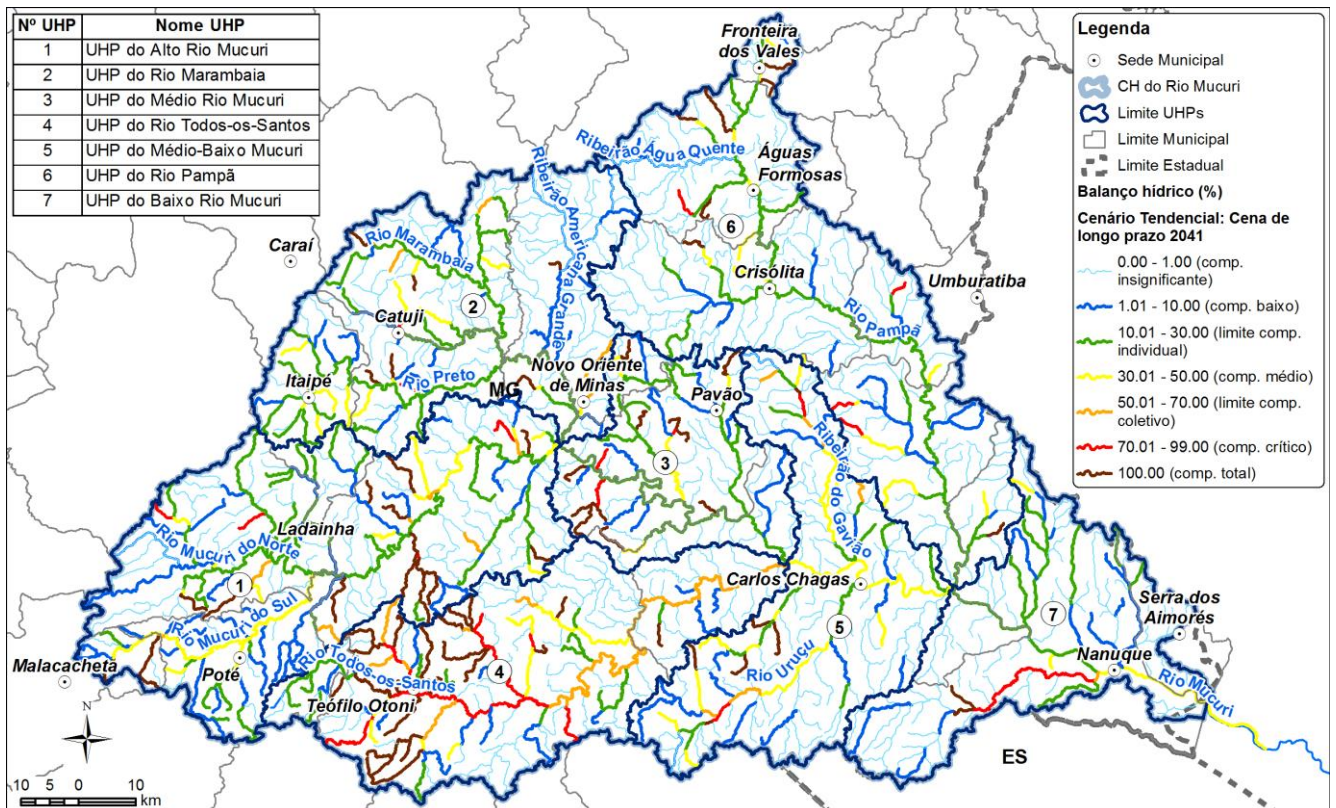 Nº UHP Nome UHP
1 UHP do Alto Rio Mucuri
2 UHP do Rio Marambaia
3 UHP do Médio Rio Mucuri
4 UHP do Rio Todos-os-Santos
5 UHP do Médio-Baixo Mucuri
6 UHP do Rio Pampã
7 UHP do Baixo Rio Mucuri
Fronteira
dos Vales
Ribeirão Água Quente
Águas
Formosas
Ribeirão Americana Grande
6
Caraí
Rio Marambaia
Crisólita
Umburatiba
2
Catuji
Rio Pampã
Novo Oriente
de Minas
Itaipé
Rio Preto
MG
Pavão
3
Ribeirão do Gavião
Ladainha
Rio Mucuri do Norte
1
Carlos Chagas
Rio Mucuri do Sul
7
Serra dos
Aimorés
5
Malacacheta
Poté
Rio Todos-os-Santos
4
Rio Uruçu
Nanuque
Rio Mucuri
Teófilo Otoni
ES
N
10 5 0 10
km
Legenda
Sede Municipal
CH do Rio Mucuri
Limite UHPs
Limite Municipal
Limite Estadual
Balanço hídrico (%)
Cenário Tendencial: Cena de
longo prazo 2041
0.00 - 1.00 (comp.
insignificante)
1.01 - 10.00 (comp. baixo)
10.01 - 30.00 (limite comp.
individual)
30.01 - 50.00 (comp. médio)
50.01 - 70.00 (limite comp.
coletivo)
70.01 - 99.00 (comp. crítico)
100.00 (comp. total)